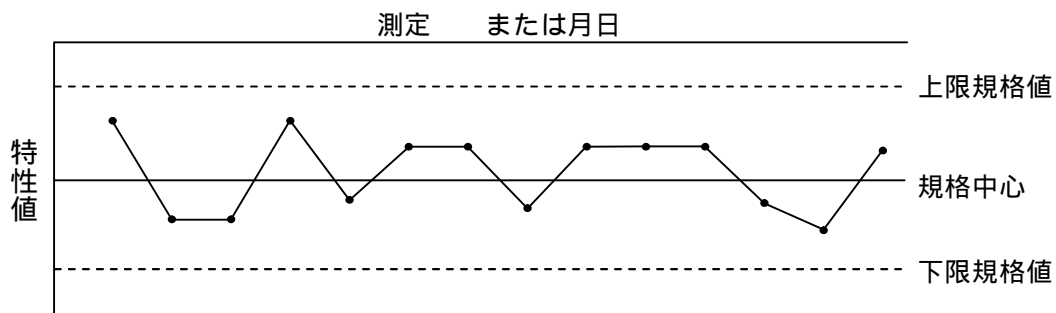 測定　　または月日
上限規格値
特性値
規格中心
下限規格値